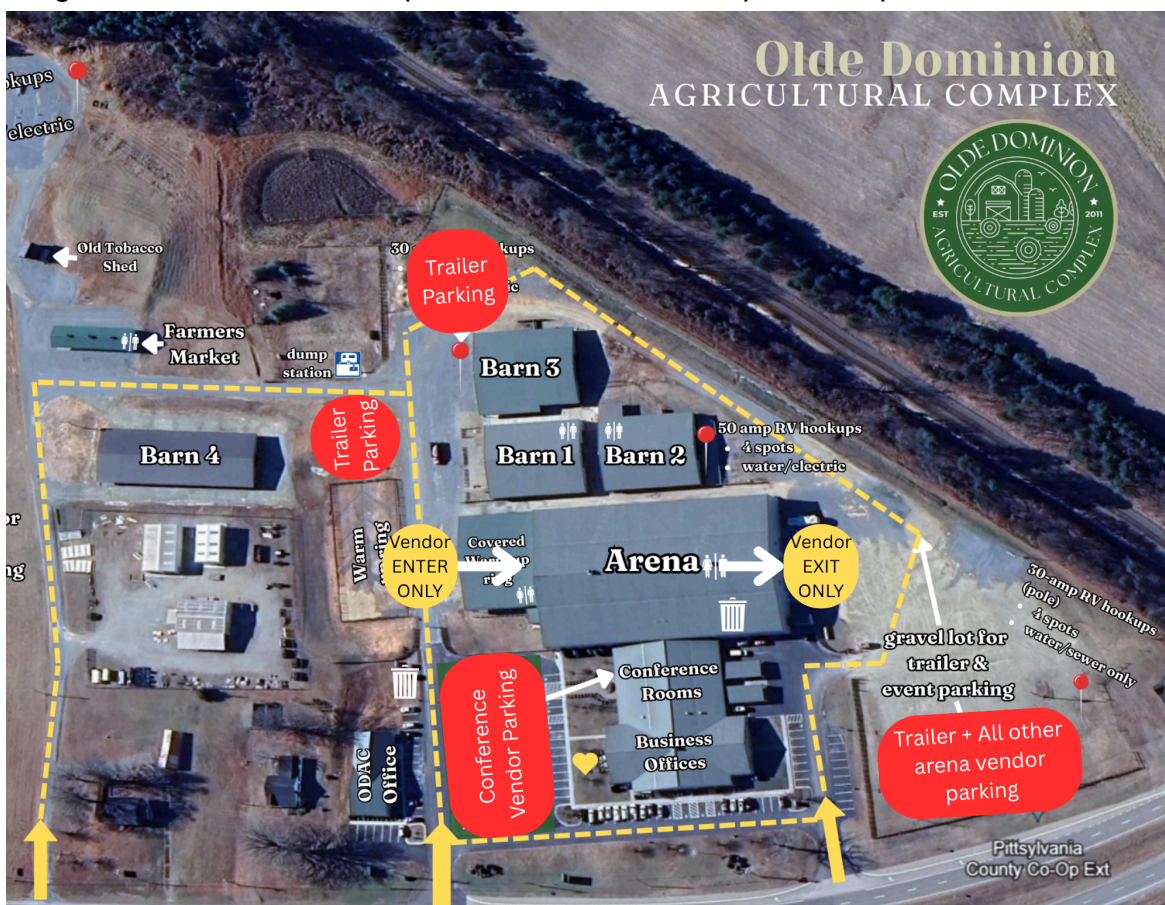 Olde Dominion
AGRICULTURAL COMPLEX
OLDE DOMINION
EST
2011
AGRICULTURAL COMPLEX
electric
Old Tobacco
Shed
Farmers
Market
dump
station
30
Trailer
Parking
Barn 3
Trailer
Parking
Barn 4
Barn 1
Barn 2
50 amp RV hookups
4 spots
water/electric
Warm
Vendor
ENTER
ONLY
Covered
ring
Arena
Vendor
EXIT
ONLY
30-amp RV hookups
(pole)
4 spots
water/sewer only
gravel lot for
trailer &
event parking
Conference
Rooms
Business
Offices
Conference
Vendor Parking
ODAC
Office
Trailer + All other
arena vendor
parking
Pittsylvania
County Co-Op Ext